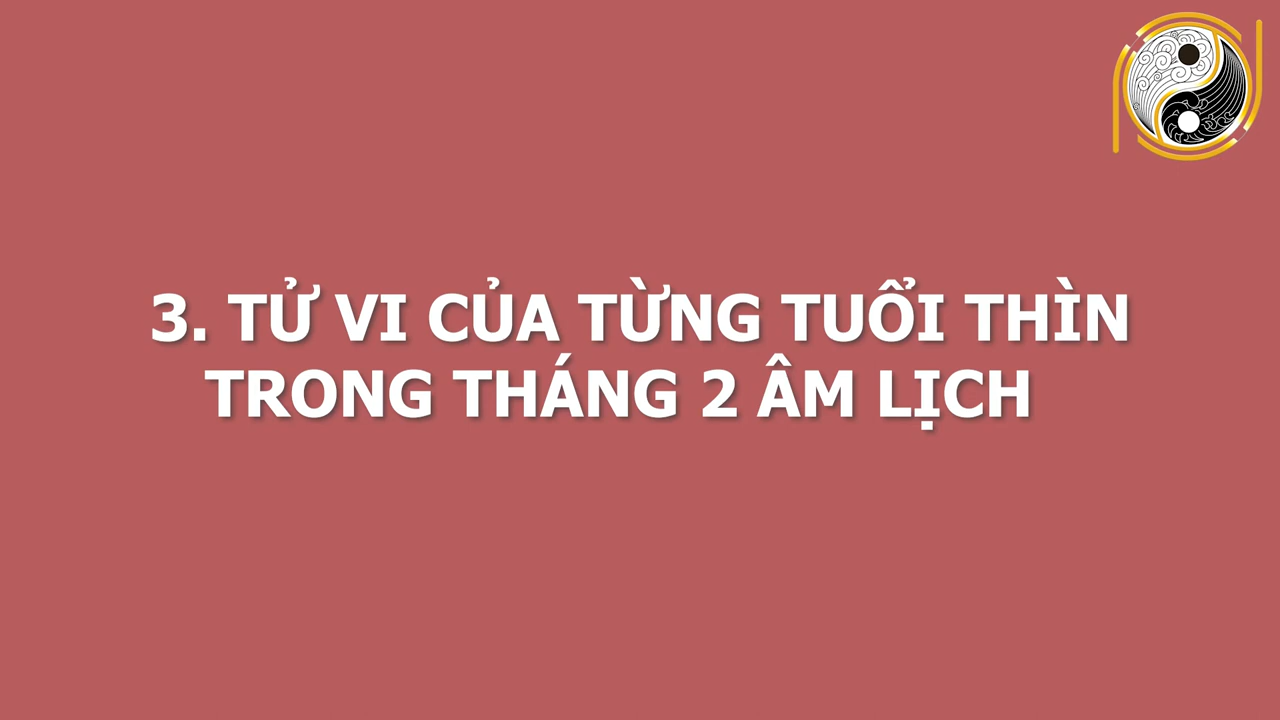 3. TỬ VI CỦA TỪNG TUỔI THÌN
TRONG THÁNG 2 ÂM LỊCH